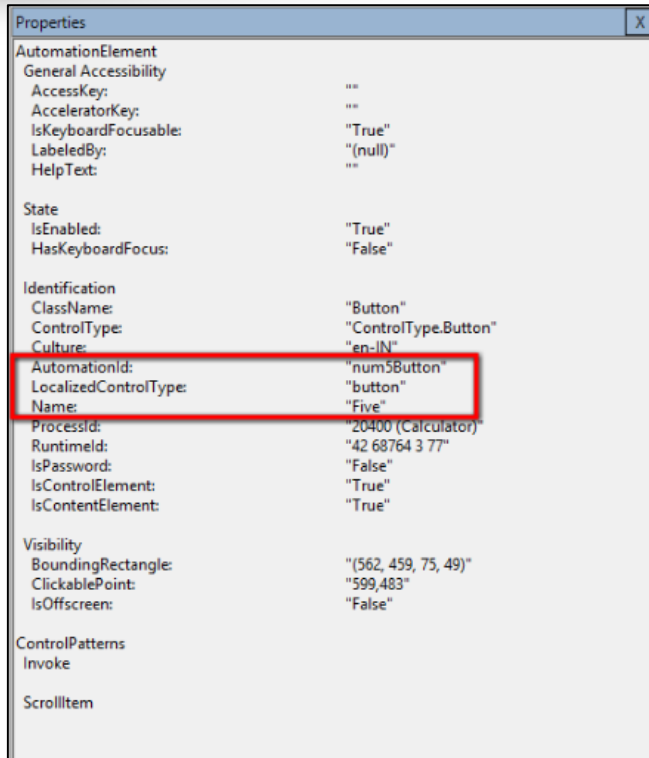 Properties X
AutomationElement
General Accessibility
AccessKey: ""
AcceleratorKey: ""
IsKeyboardFocusable: "True"
LabeledBy: "(null)"
HelpText: ""
State
IsEnabled: "True"
HasKeyboardFocus: "False"
Identification
ClassName: "Button"
ControlType: "ControlType.Button"
Culture: "en-IN"
AutomationId: "num5Button"
LocalizedControlType: "button"
Name: "Five"
ProcessId: "20400 (Calculator)"
RuntimeId: "42 68764 3 77"
IsPassword: "False"
IsControlElement: "True"
IsContentElement: "True"
Visibility
BoundingRectangle: "(562, 459, 75, 49)"
ClickablePoint: "599,483"
IsOffscreen: "False"
ControlPatterns
Invoke
ScrollItem